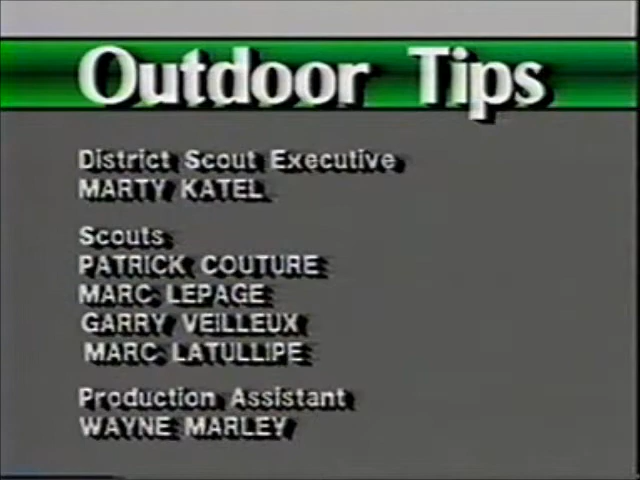 Outdoor Tips
District Scout Executive
MARTY KATEL
Scouts
PATRICK COUTURE
MARC LEPAGE
GARRY VEILLEUX
MARC LATULLIPE
Production Assistant
WAYNE MARLEY